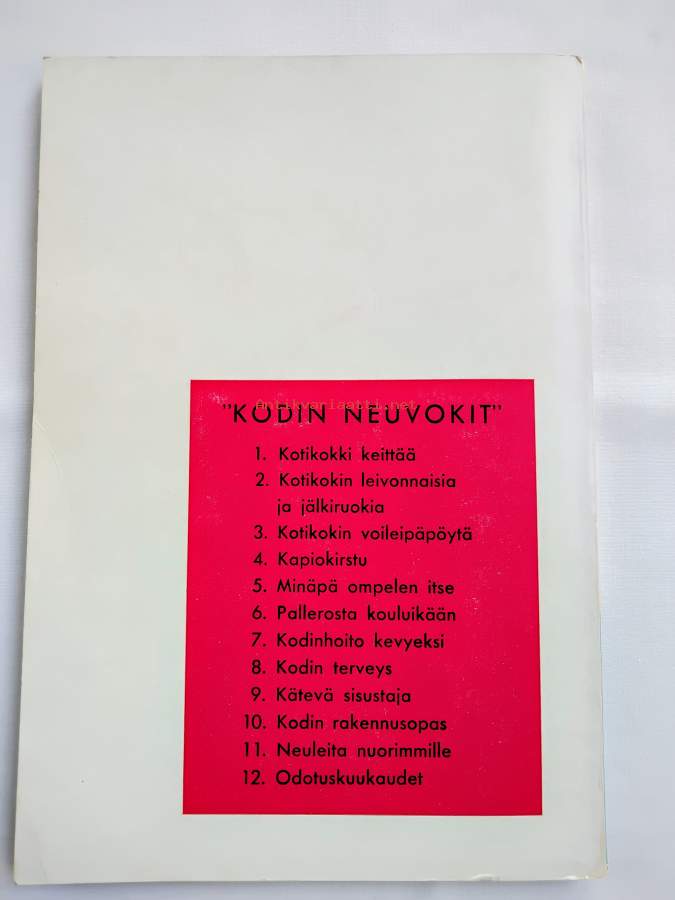 "KODIN NEUVOKIT"
Antikvariaatti.net
1. Kotikokki keittää
2. Kotikokin leivonnaisia
ja jälkiruokia
3. Kotikokin voileipäpöytä
4. Kapiokirstu
5. Minäpä ompelen itse
6. Pallerosta kouluikään
7. Kodinhoito kevyeksi
8. Kodin terveys
9. Kätevä sisustaja
10. Kodin rakennusopas
11. Neuleita nuorimmille
12. Odotuskuukaudet